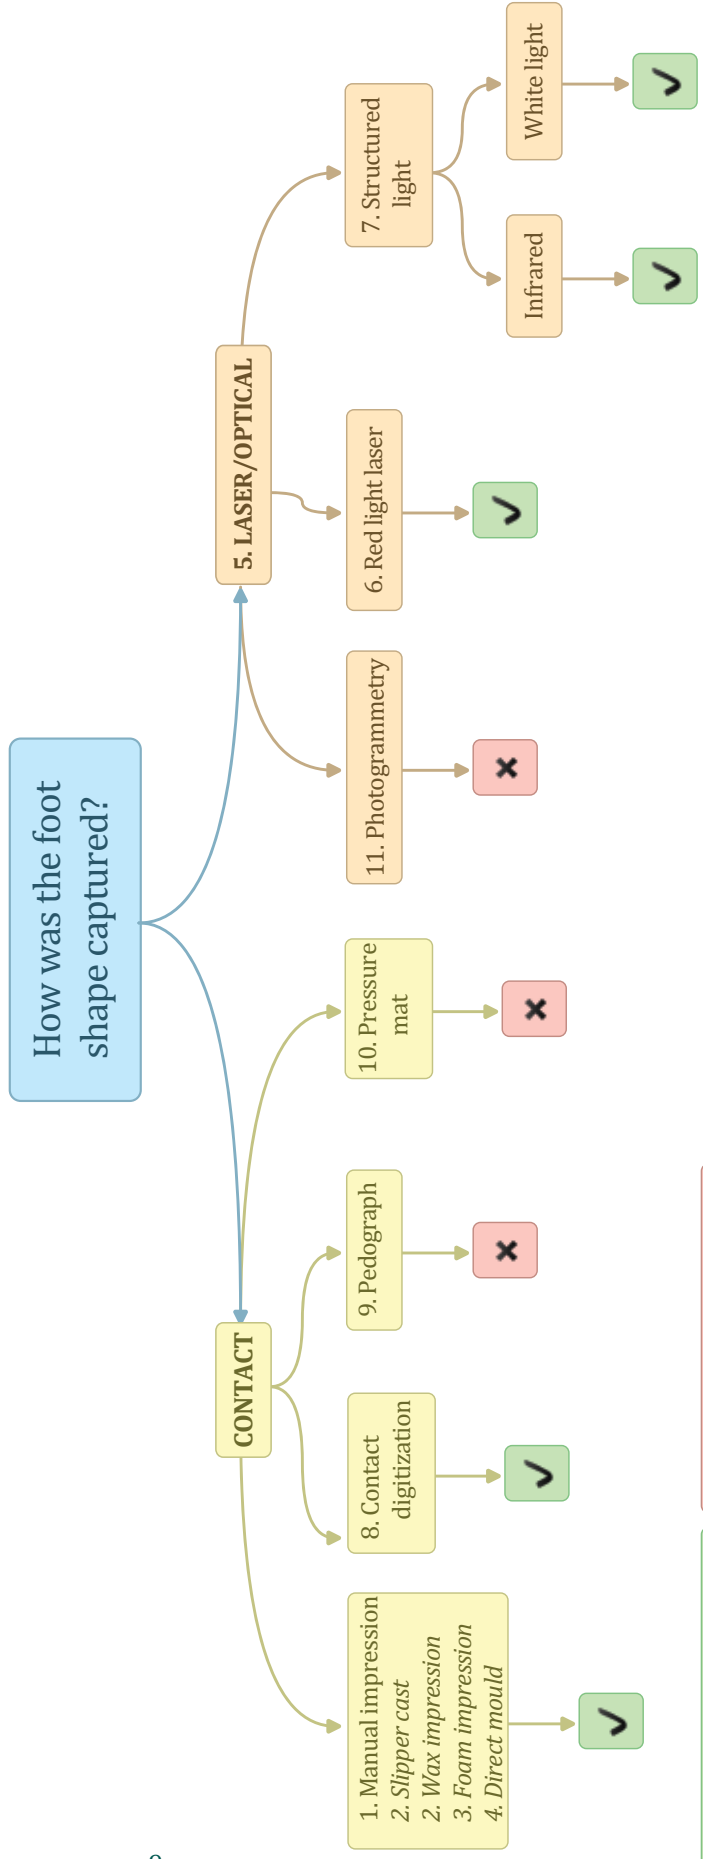 How was the foot
shape captured?
CONTACT
5. LASER/OPTICAL
1. Manual impression
2. Slipper cast
2. Wax impression
3. Foam impression
4. Direct mould
8. Contact
digitization
9. Pedograph
10. Pressure
mat
11. Photogrammetry
6. Red light laser
7. Structured
light
Infrared
White light